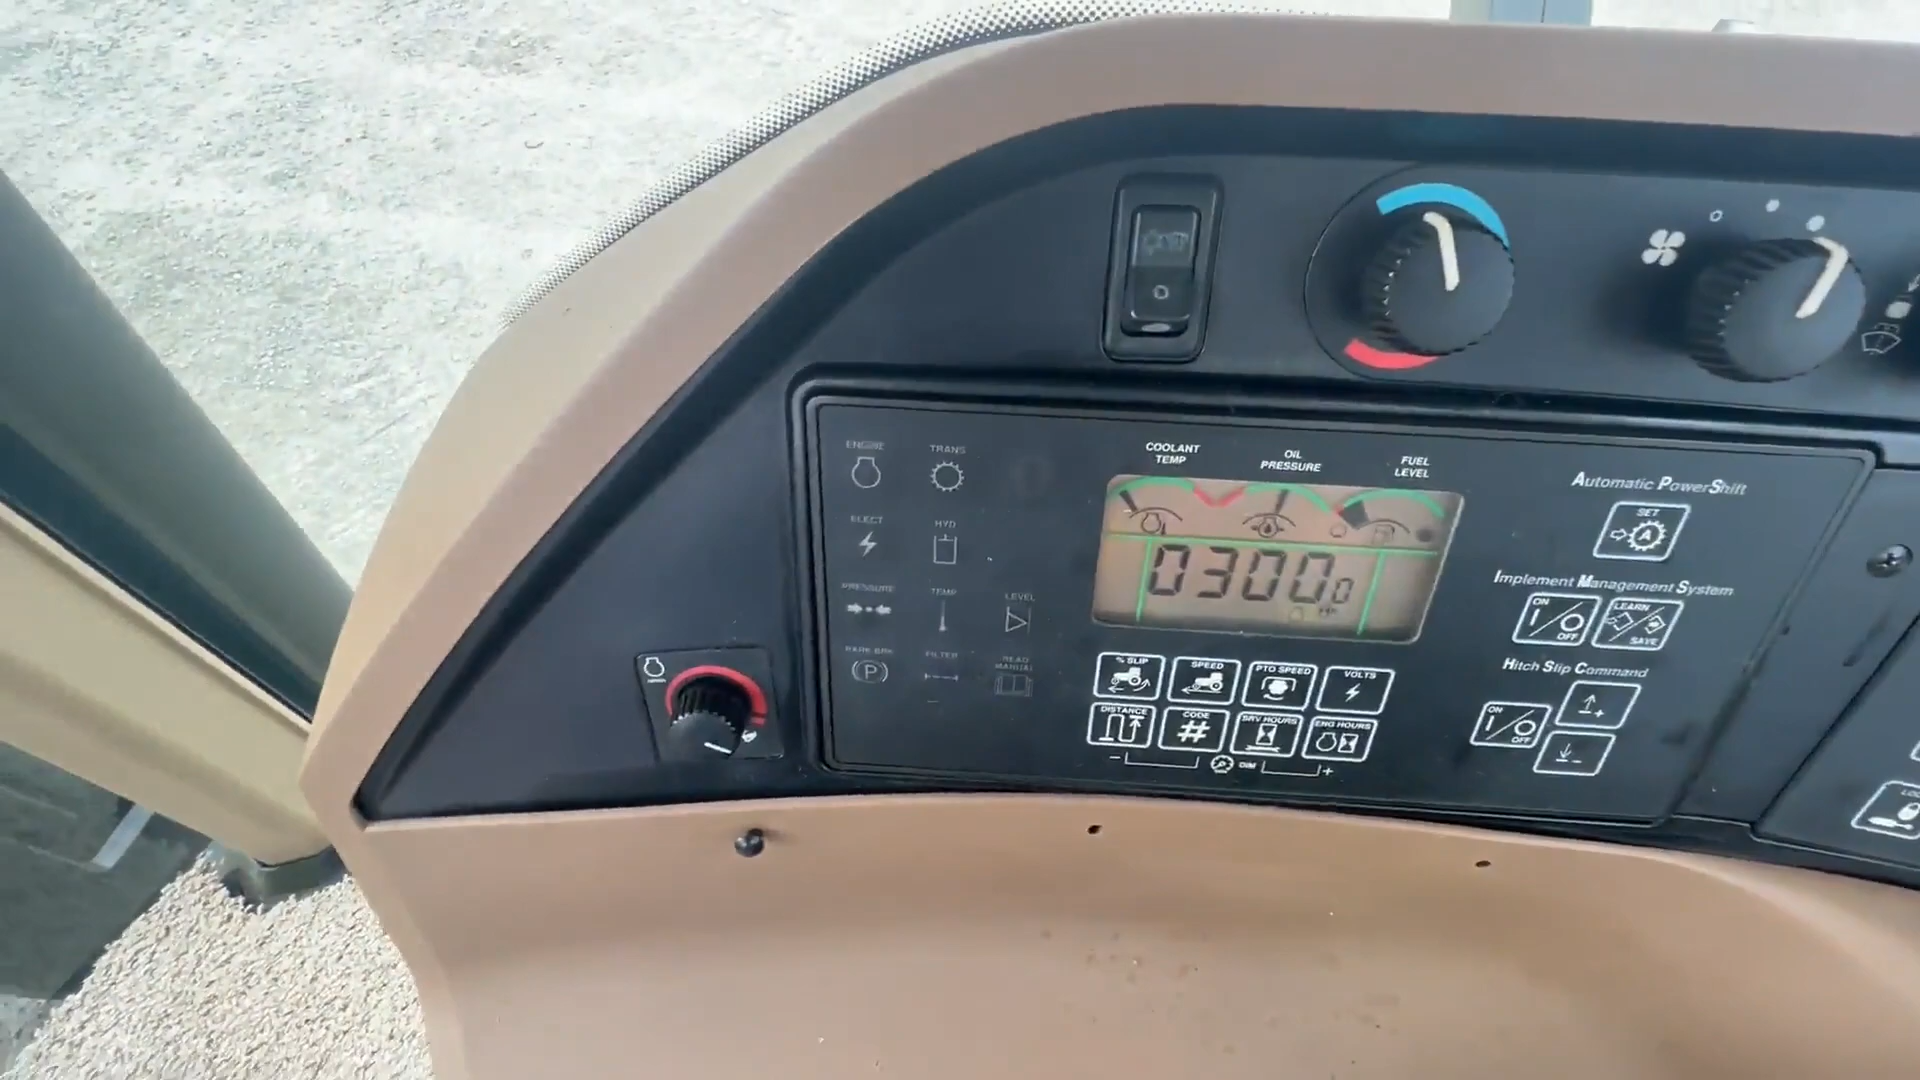 COOLANT TEMP
OIL PRESSURE
FUEL LEVEL
ENGINE
TRANS
ELECT
HYD
PRESSURE
TEMP
LEVEL
PARK BRK
FILTER
READ MANUAL
P
03000
HR
Automatic PowerShift
SET
A
Implement Management System
ON
I/O
OFF
LEARN
SAVE
Hitch Slip Command
ON
I/O
OFF
+
-
% SLIP
SPEED
PTO SPEED
VOLTS
DISTANCE
CODE
#
SRV HOURS
ENG HOURS
- DIM +